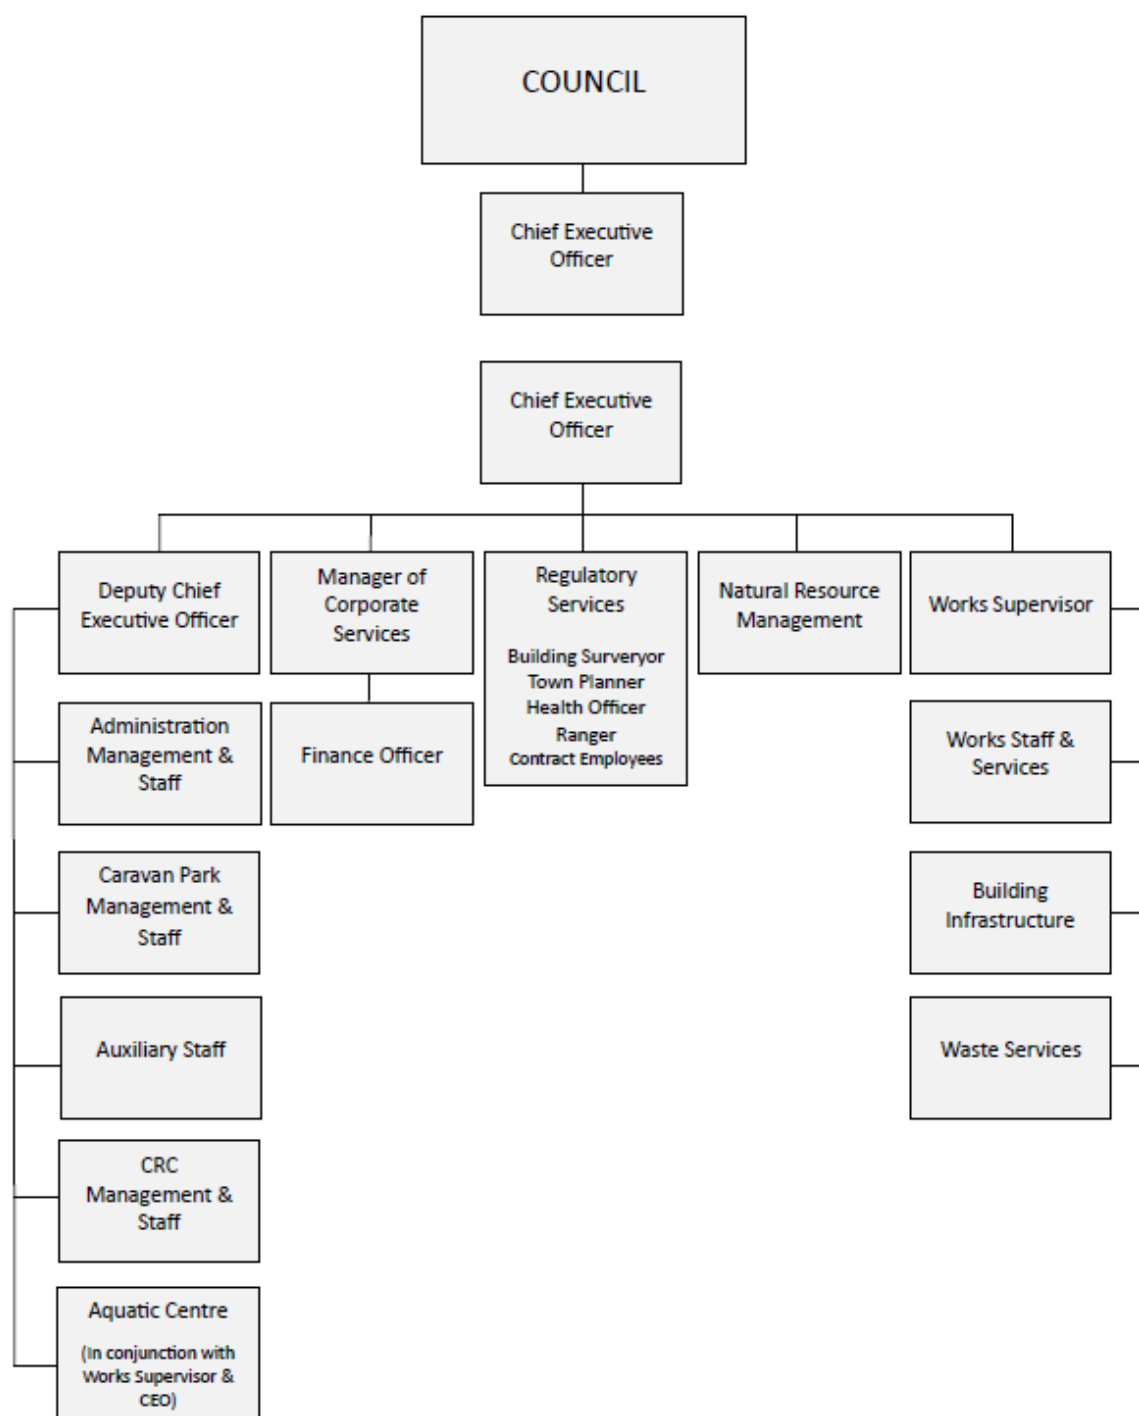 COUNCIL
Chief Executive
Officer
Chief Executive
Officer
Deputy Chief
Executive Officer
Manager of
Corporate
Services
Regulatory
Services
Building Surveryor
Town Planner
Health Officer
Ranger
Contract Employees
Natural Resource
Management
Works Supervisor
Administration
Management &
Staff
Finance Officer
Works Staff &
Services
Caravan Park
Management &
Staff
Building
Infrastructure
Auxiliary Staff
Waste Services
CRC
Management &
Staff
Aquatic Centre
(In conjunction with
Works Supervisor &
CEO)